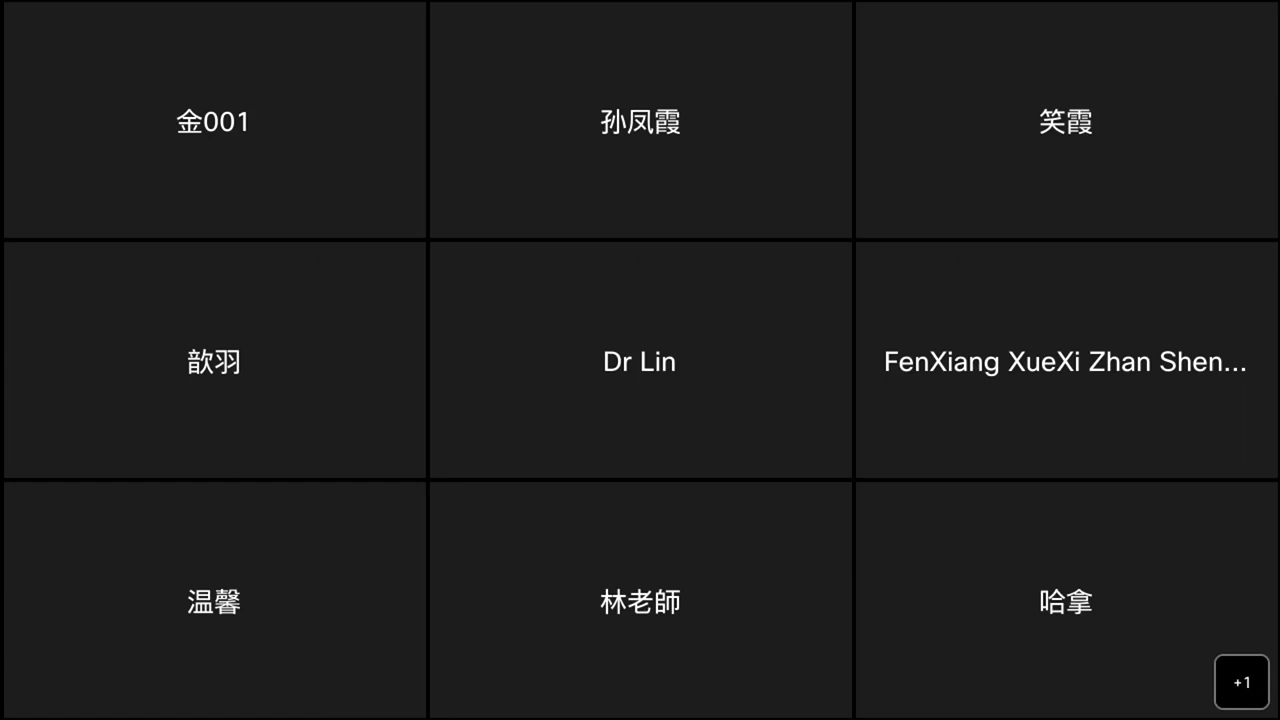 金001
孙凤霞
笑霞
歆羽
Dr Lin
FenXiang XueXi Zhan Shen...
温馨
林老師
哈拿
+1